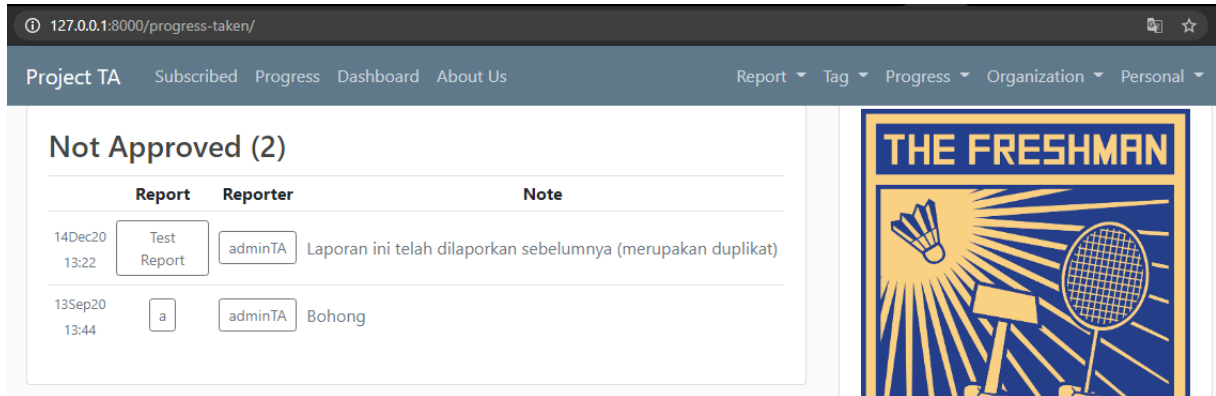 127.0.0.1:8000/progress-taken/
Project TA Subscribed Progress Dashboard About Us Report Tag Progress Organization Personal
Not Approved (2)
Report Reporter Note
14Dec20
13:22
Test
Report
adminTA
Laporan ini telah dilaporkan sebelumnya (merupakan duplikat)
13Sep20
13:44
a
adminTA
Bohong
THE FRESHMAN